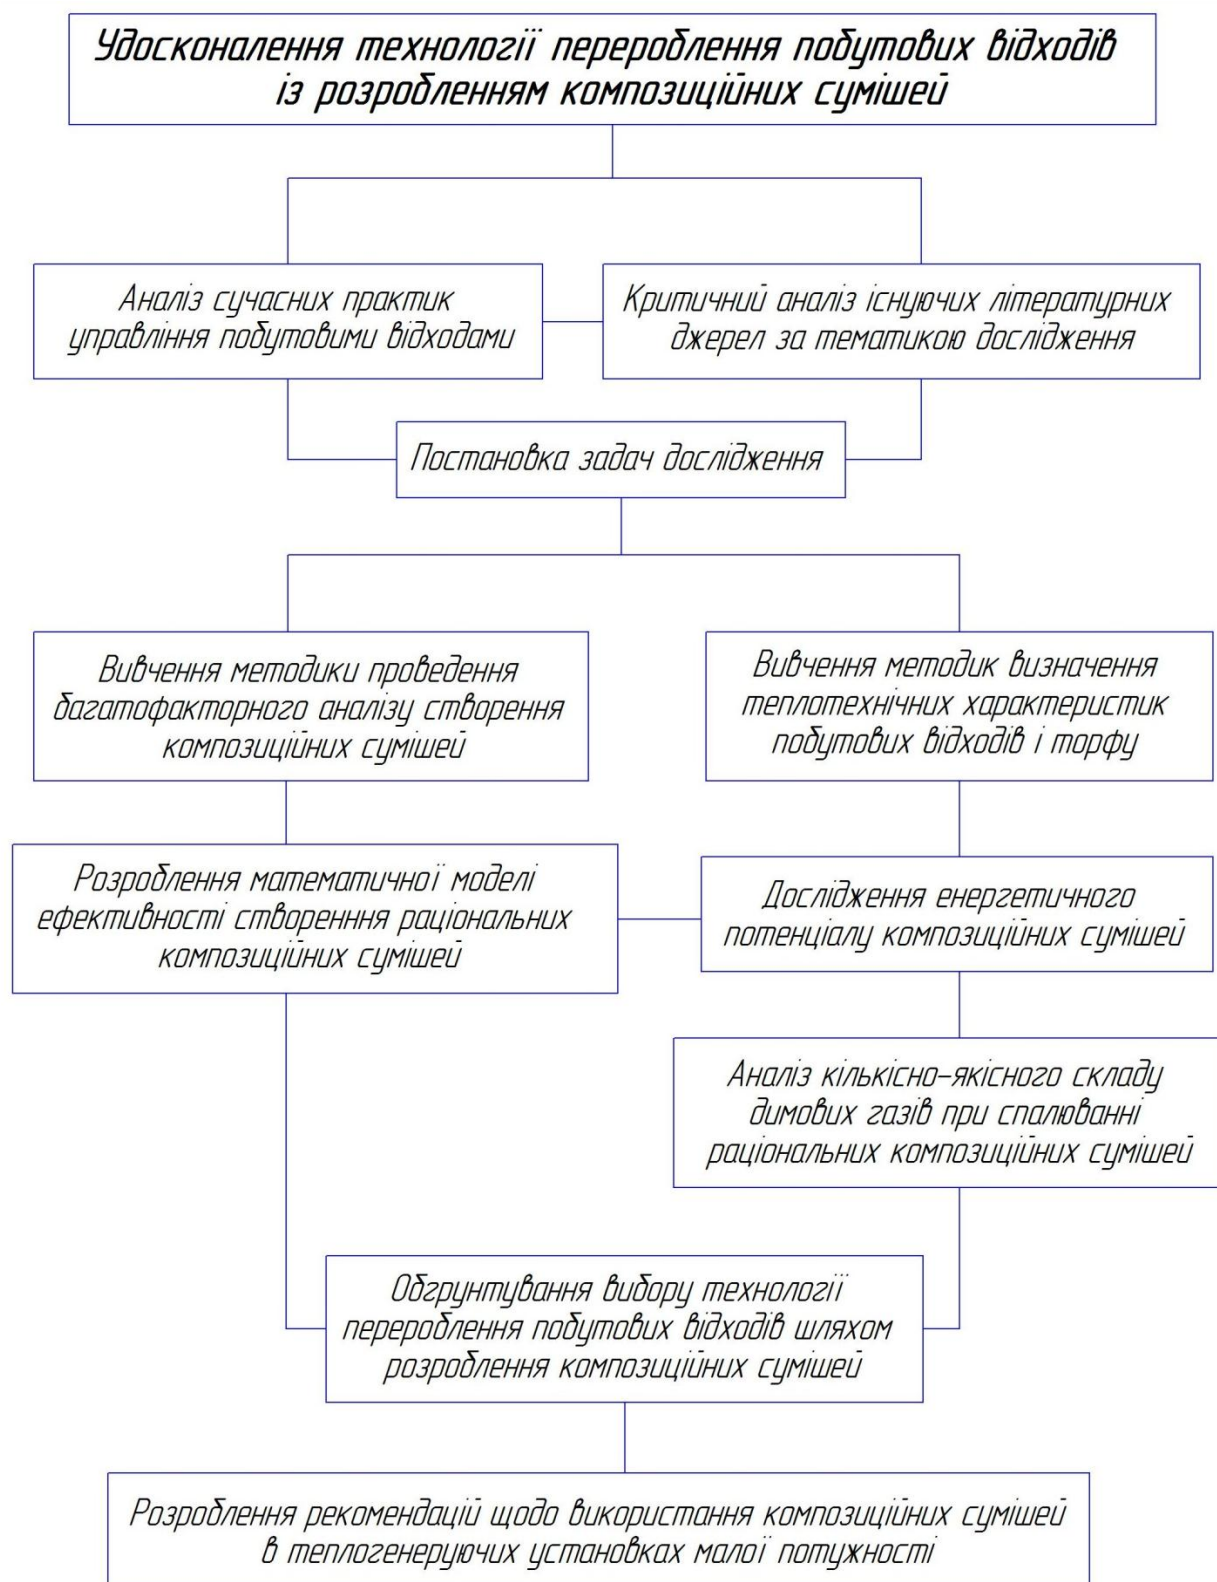 Удосконалення технології перероблення побутових відходів
із розробленням композиційних сумішей
Аналіз сучасних практик
управління побутовими відходами
Критичний аналіз існуючих літературних
джерел за тематикою дослідження
Постановка задач дослідження
Вивчення методики проведення
багатофакторного аналізу створення
композиційних сумішей
Вивчення методик визначення
теплотехнічних характеристик
побутових відходів і торфу
Розроблення математичної моделі
ефективності створенння раціональних
композиційних сумішей
Дослідження енергетичного
потенціалу композиційних сумішей
Аналіз кількісно-якісного складу
димових газів при спалюванні
раціональних композиційних сумішей
Обгрунтування вибору технології
перероблення побутових відходів шляхом
розроблення композиційних сумішей
Розроблення рекомендацій щодо використання композиційних сумішей
в теплогенеруючих установках малої потужності